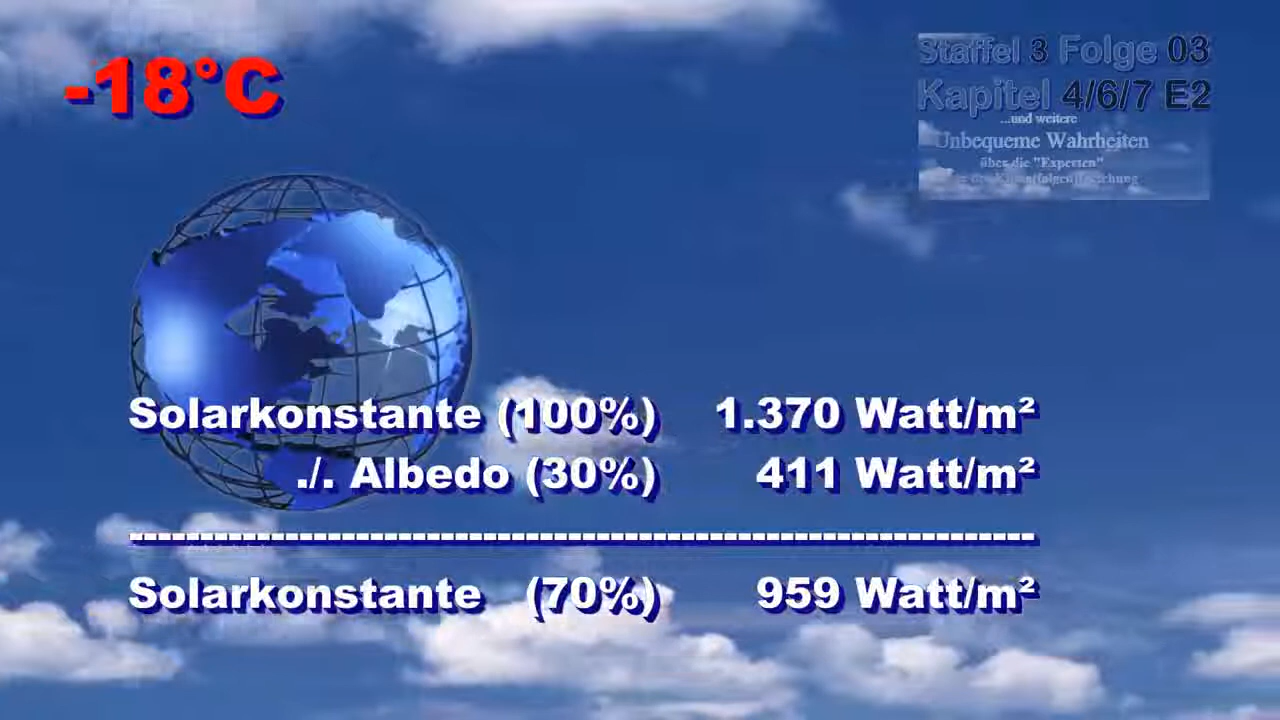 -18°C
Staffel 3 Folge 03
Kapitel 4/6/7 E2
...und weitere
Unbequeme Wahrheiten
über die "Experten"
Solarkonstante (100%) 1.370 Watt/m²
./. Albedo (30%) 411 Watt/m²
Solarkonstante (70%) 959 Watt/m²